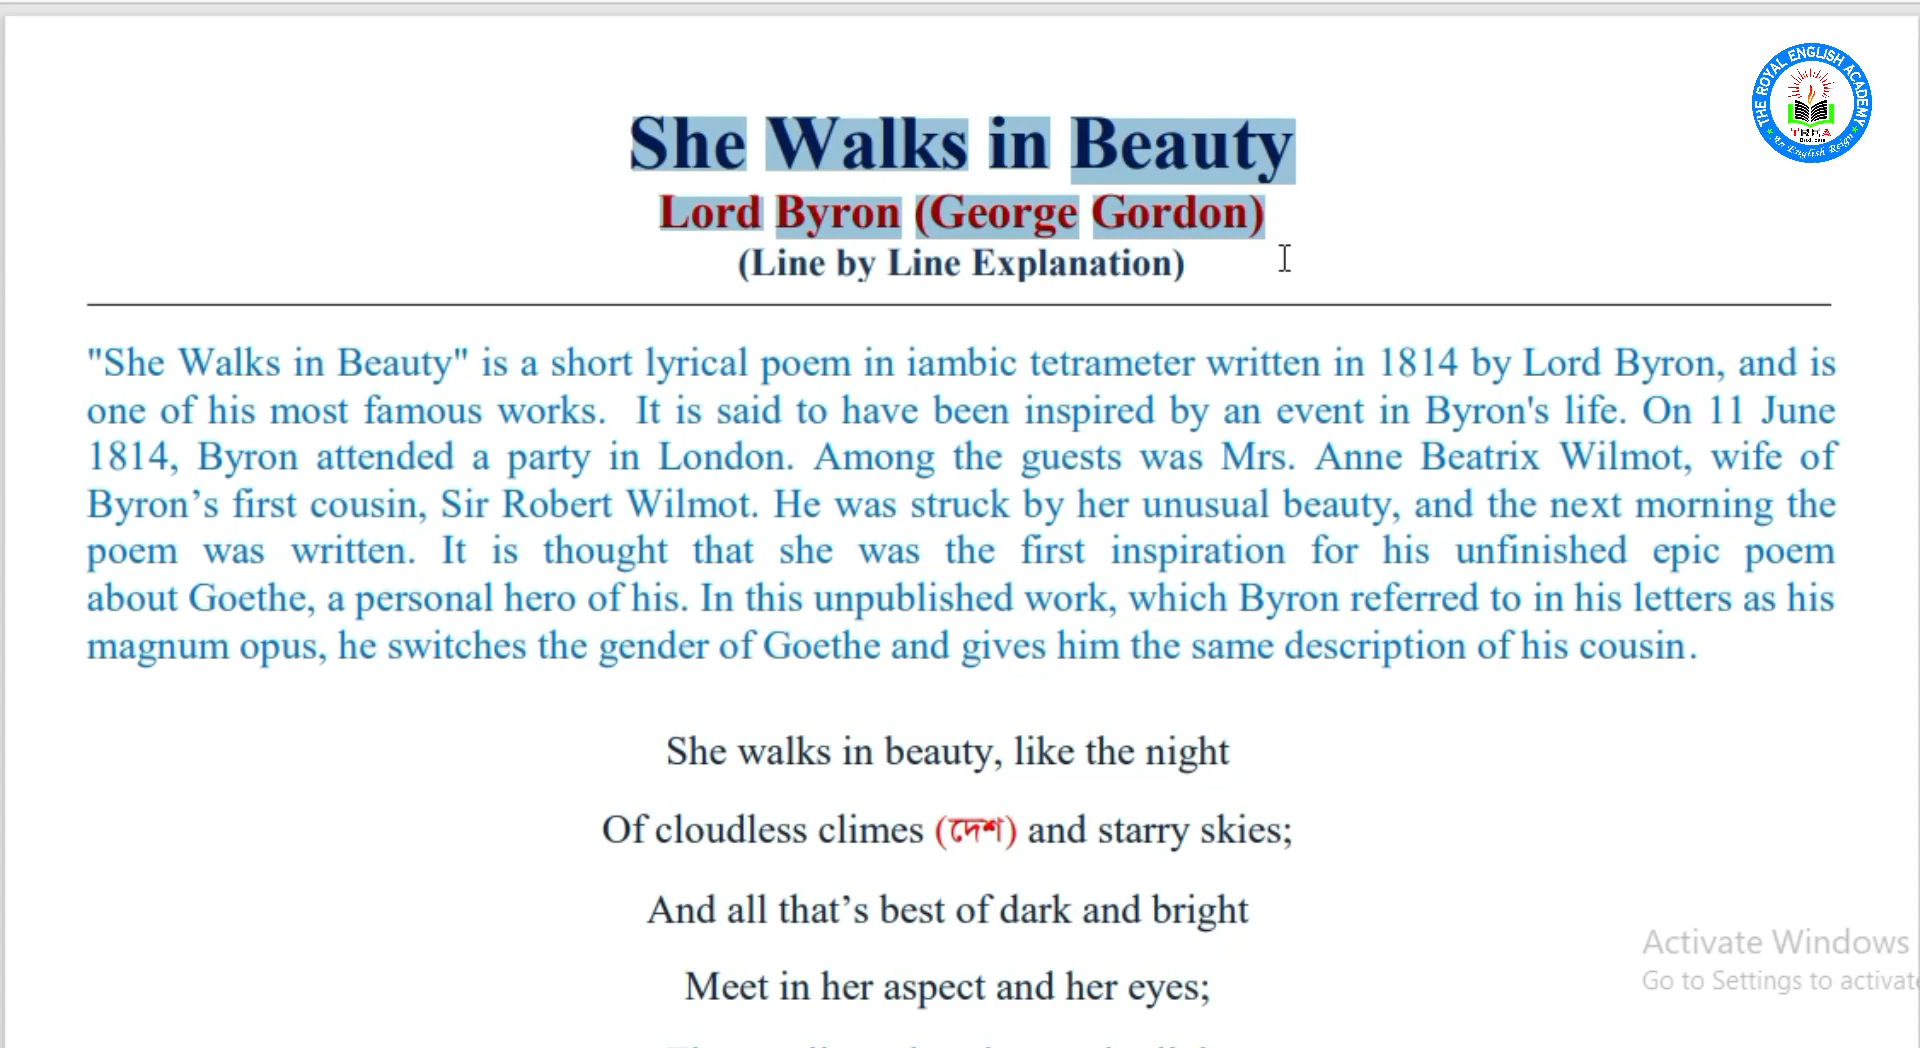 THE ROYAL ENGLISH ACADEMY
TREA
An English Reign
She Walks in Beauty
Lord Byron (George Gordon)
(Line by Line Explanation)
"She Walks in Beauty" is a short lyrical poem in iambic tetrameter written in 1814 by Lord Byron, and is
one of his most famous works. It is said to have been inspired by an event in Byron's life. On 11 June
1814, Byron attended a party in London. Among the guests was Mrs. Anne Beatrix Wilmot, wife of
Byron’s first cousin, Sir Robert Wilmot. He was struck by her unusual beauty, and the next morning the
poem was written. It is thought that she was the first inspiration for his unfinished epic poem
about Goethe, a personal hero of his. In this unpublished work, which Byron referred to in his letters as his
magnum opus, he switches the gender of Goethe and gives him the same description of his cousin.
She walks in beauty, like the night
Of cloudless climes (দেশ) and starry skies;
And all that’s best of dark and bright
Meet in her aspect and her eyes;
Activate Windows
Go to Settings to activate